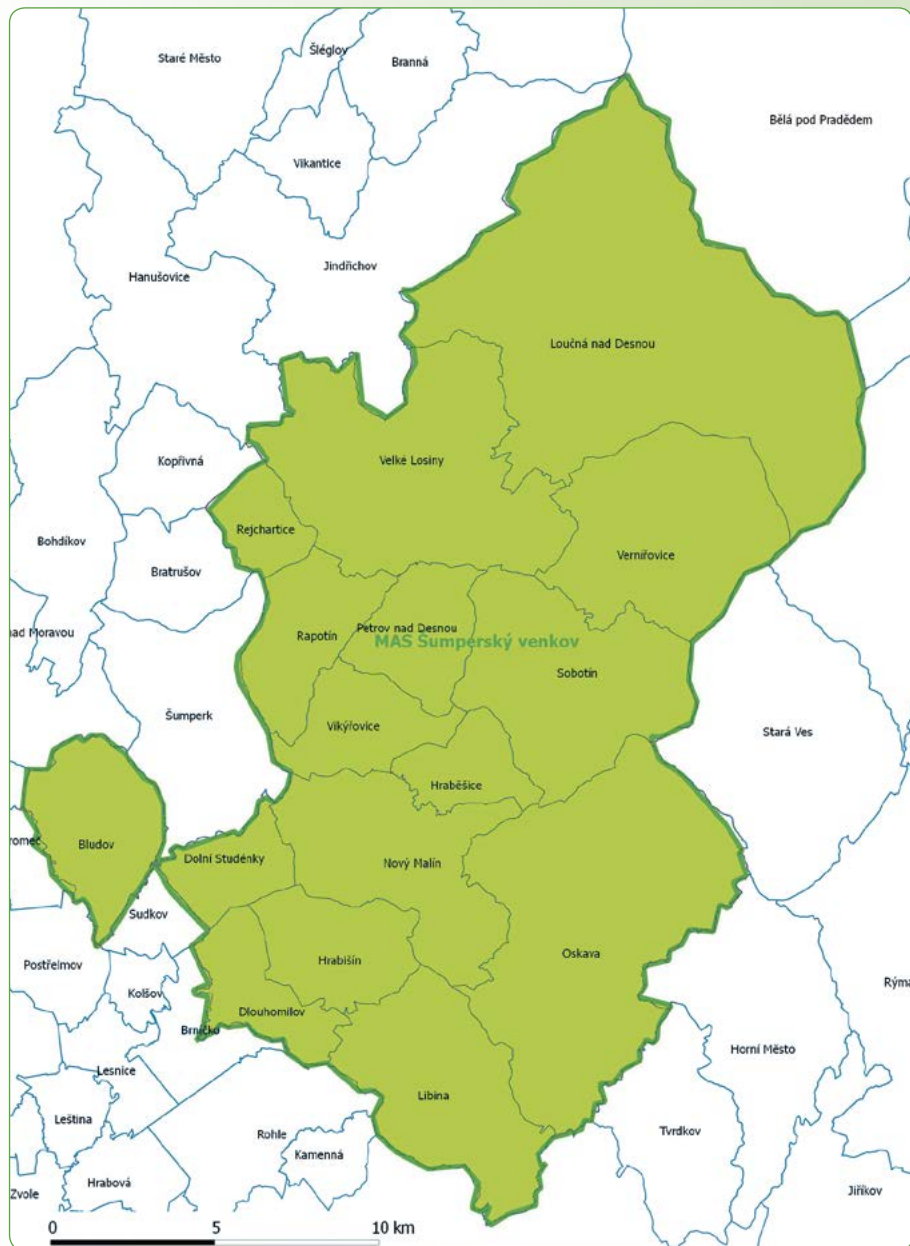 Šléglov
Staré Město
Branná
Bělá pod Pradědem
Vikantice
Jindřichov
Hanušovice
Loučná nad Desnou
Kopřivná
Velké Losiny
Rejchartice
Bohdíkov
Verniřovice
Bratrušov
nad Moravou
Rapotín
Petrov nad Desnou
MAS Šumperský venkov
Sobotín
Šumperk
Vikýřovice
Stará Ves
Hraběšice
Bludov
Dolní Studénky
Nový Malín
Sudkov
Oskava
Postřelmov
Hrabišín
Kolšov
Rýma
Dlouhomilov
Brníčko
Horní Město
Lesnice
Libina
Leština
Rohle
Tvrdkov
Kamenná
Hrabová
Zvole
Jiříkov
0 5 10 km